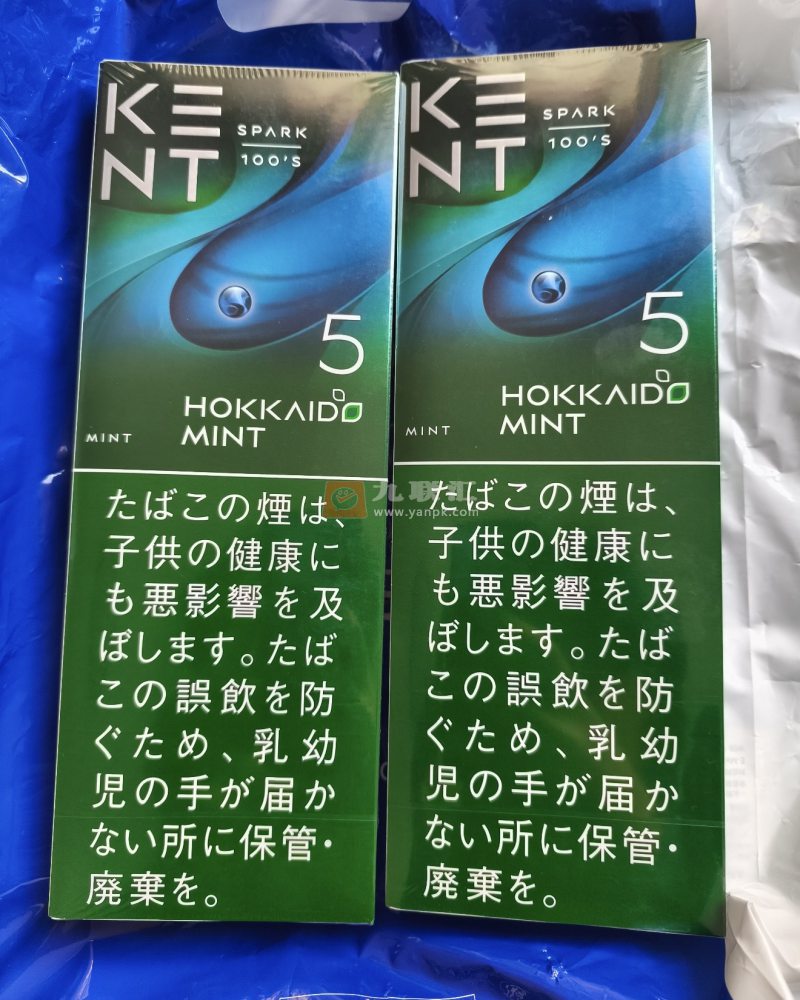 KE
NT
SPARK
100'S
5
HOKKAIDO
MINT
MINT
たばこの煙は、
子供の健康に
も悪影響を及
ぼします。たば
この誤飲を防
ぐため、乳幼
児の手が届か
ない所に保管・
廃棄を。
KE
NT
SPARK
100'S
5
HOKKAIDO
MINT
MINT
たばこの煙は、
子供の健康に
も悪影響を及
ぼします。たば
この誤飲を防
ぐため、乳幼
児の手が届か
ない所に保管・
廃棄を。
九联汇
www.yanpk.com